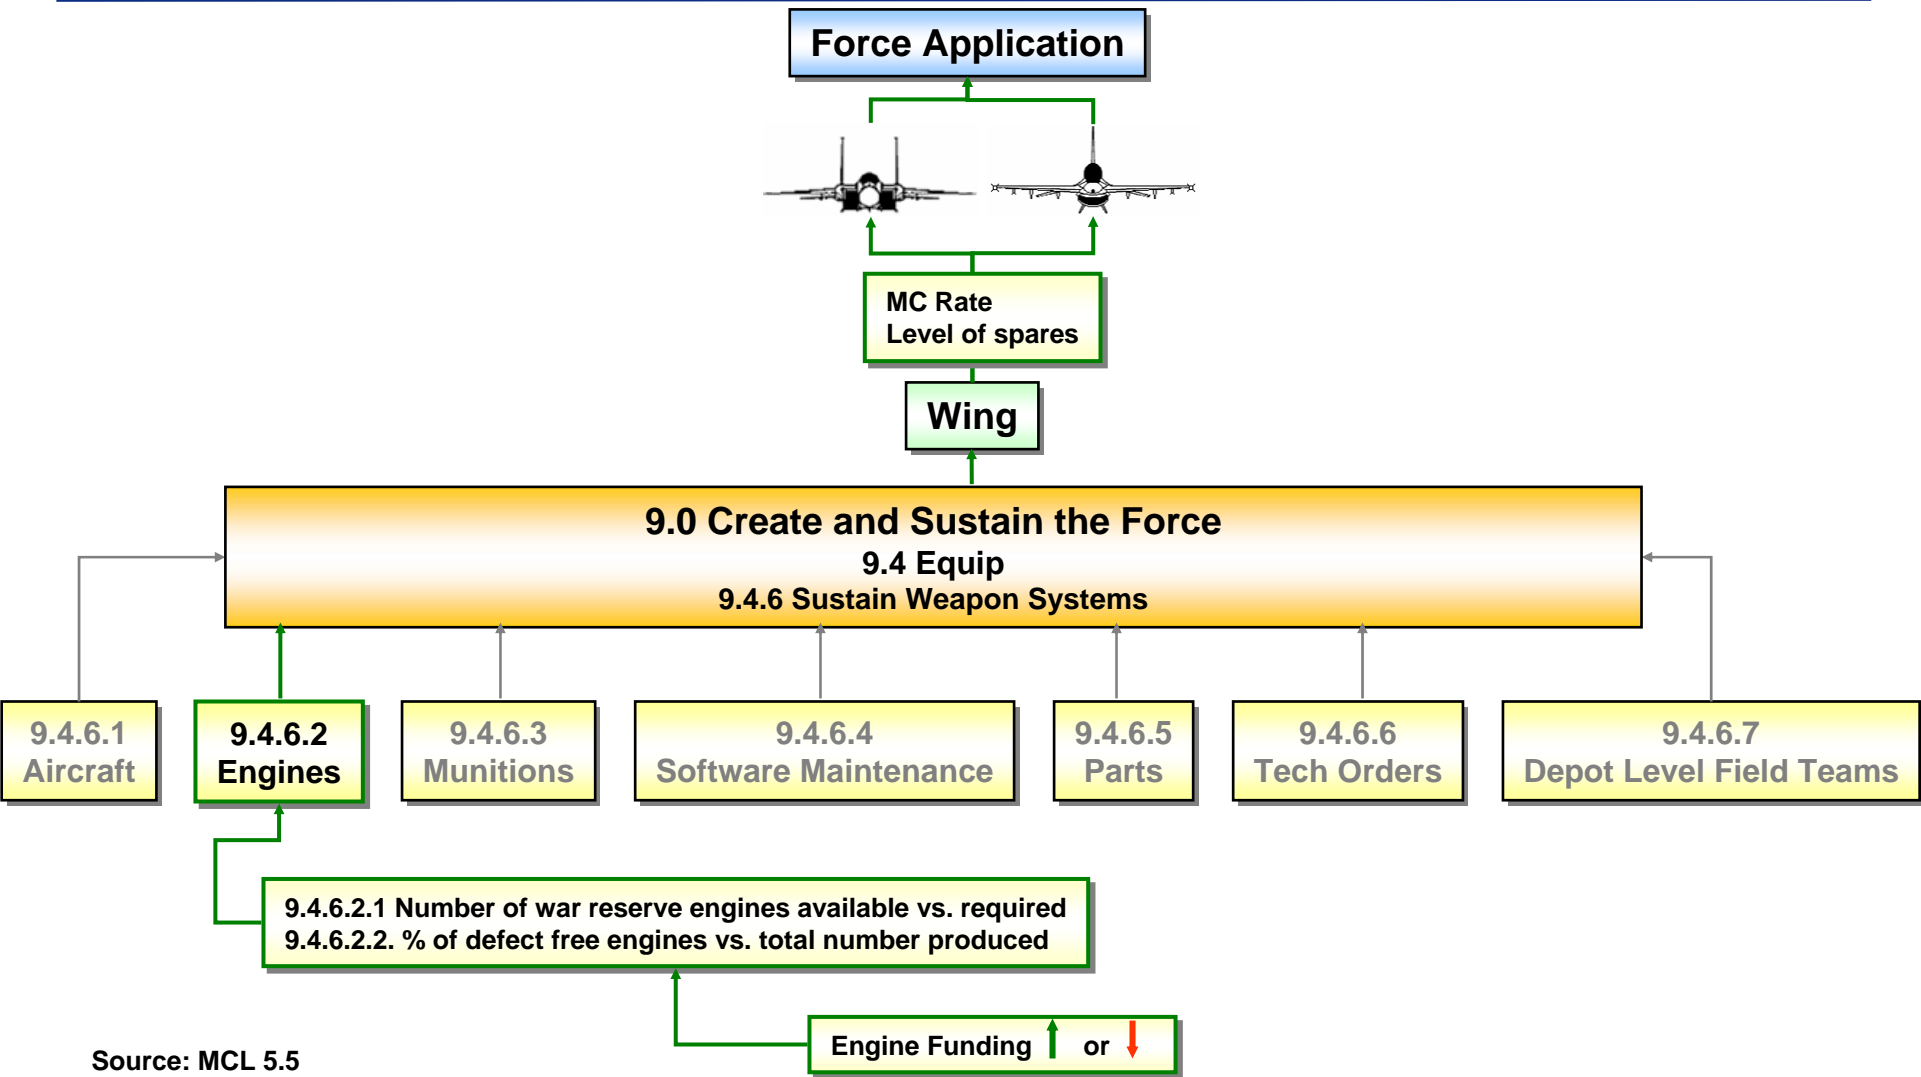 Force Application
MC Rate
Level of spares
Wing
9.0 Create and Sustain the Force
9.4 Equip
9.4.6 Sustain Weapon Systems
9.4.6.1
Aircraft
9.4.6.2
Engines
9.4.6.3
Munitions
9.4.6.4
Software Maintenance
9.4.6.5
Parts
9.4.6.6
Tech Orders
9.4.6.7
Depot Level Field Teams
9.4.6.2.1 Number of war reserve engines available vs. required
9.4.6.2.2. % of defect free engines vs. total number produced
Engine Funding or
Source: MCL 5.5